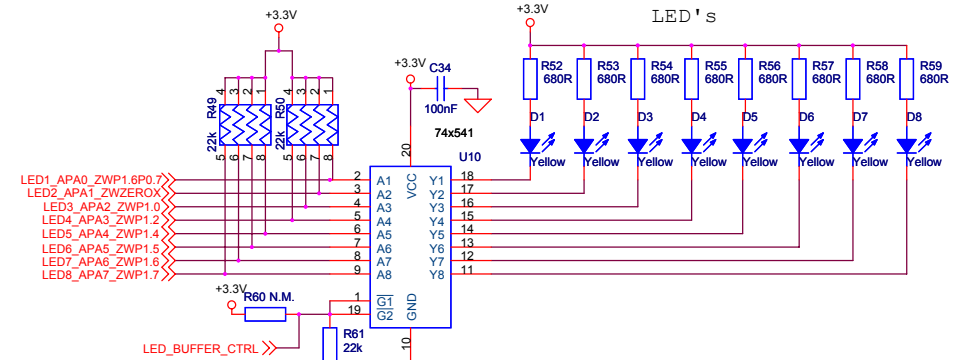 LED's
+3.3V
+3.3V
+3.3V
C34
100nF
74x541
U10
R52 680R
R53 680R
R54 680R
R55 680R
R56 680R
R57 680R
R58 680R
R59 680R
D1 D2 D3 D4 D5 D6 D7 D8
Yellow Yellow Yellow Yellow Yellow Yellow Yellow Yellow
4 3 2 1 4 3 2 1
R49 22k
R50 22k
5 6 7 8 5 6 7 8
20
VCC
LED1_APA0_ZWP1.6P0.7 2 A1 Y1 18
LED2_APA1_ZWZEROX 3 A2 Y2 17
LED3_APA2_ZWP1.0 4 A3 Y3 16
LED4_APA3_ZWP1.2 5 A4 Y4 15
LED5_APA4_ZWP1.4 6 A5 Y5 14
LED6_APA5_ZWP1.5 7 A6 Y6 13
LED7_APA6_ZWP1.6 8 A7 Y7 12
LED8_APA7_ZWP1.7 9 A8 Y8 11
+3.3V
R60 N.M.
1 G1
19 G2
GND
10
R61
22k
LED_BUFFER_CTRL